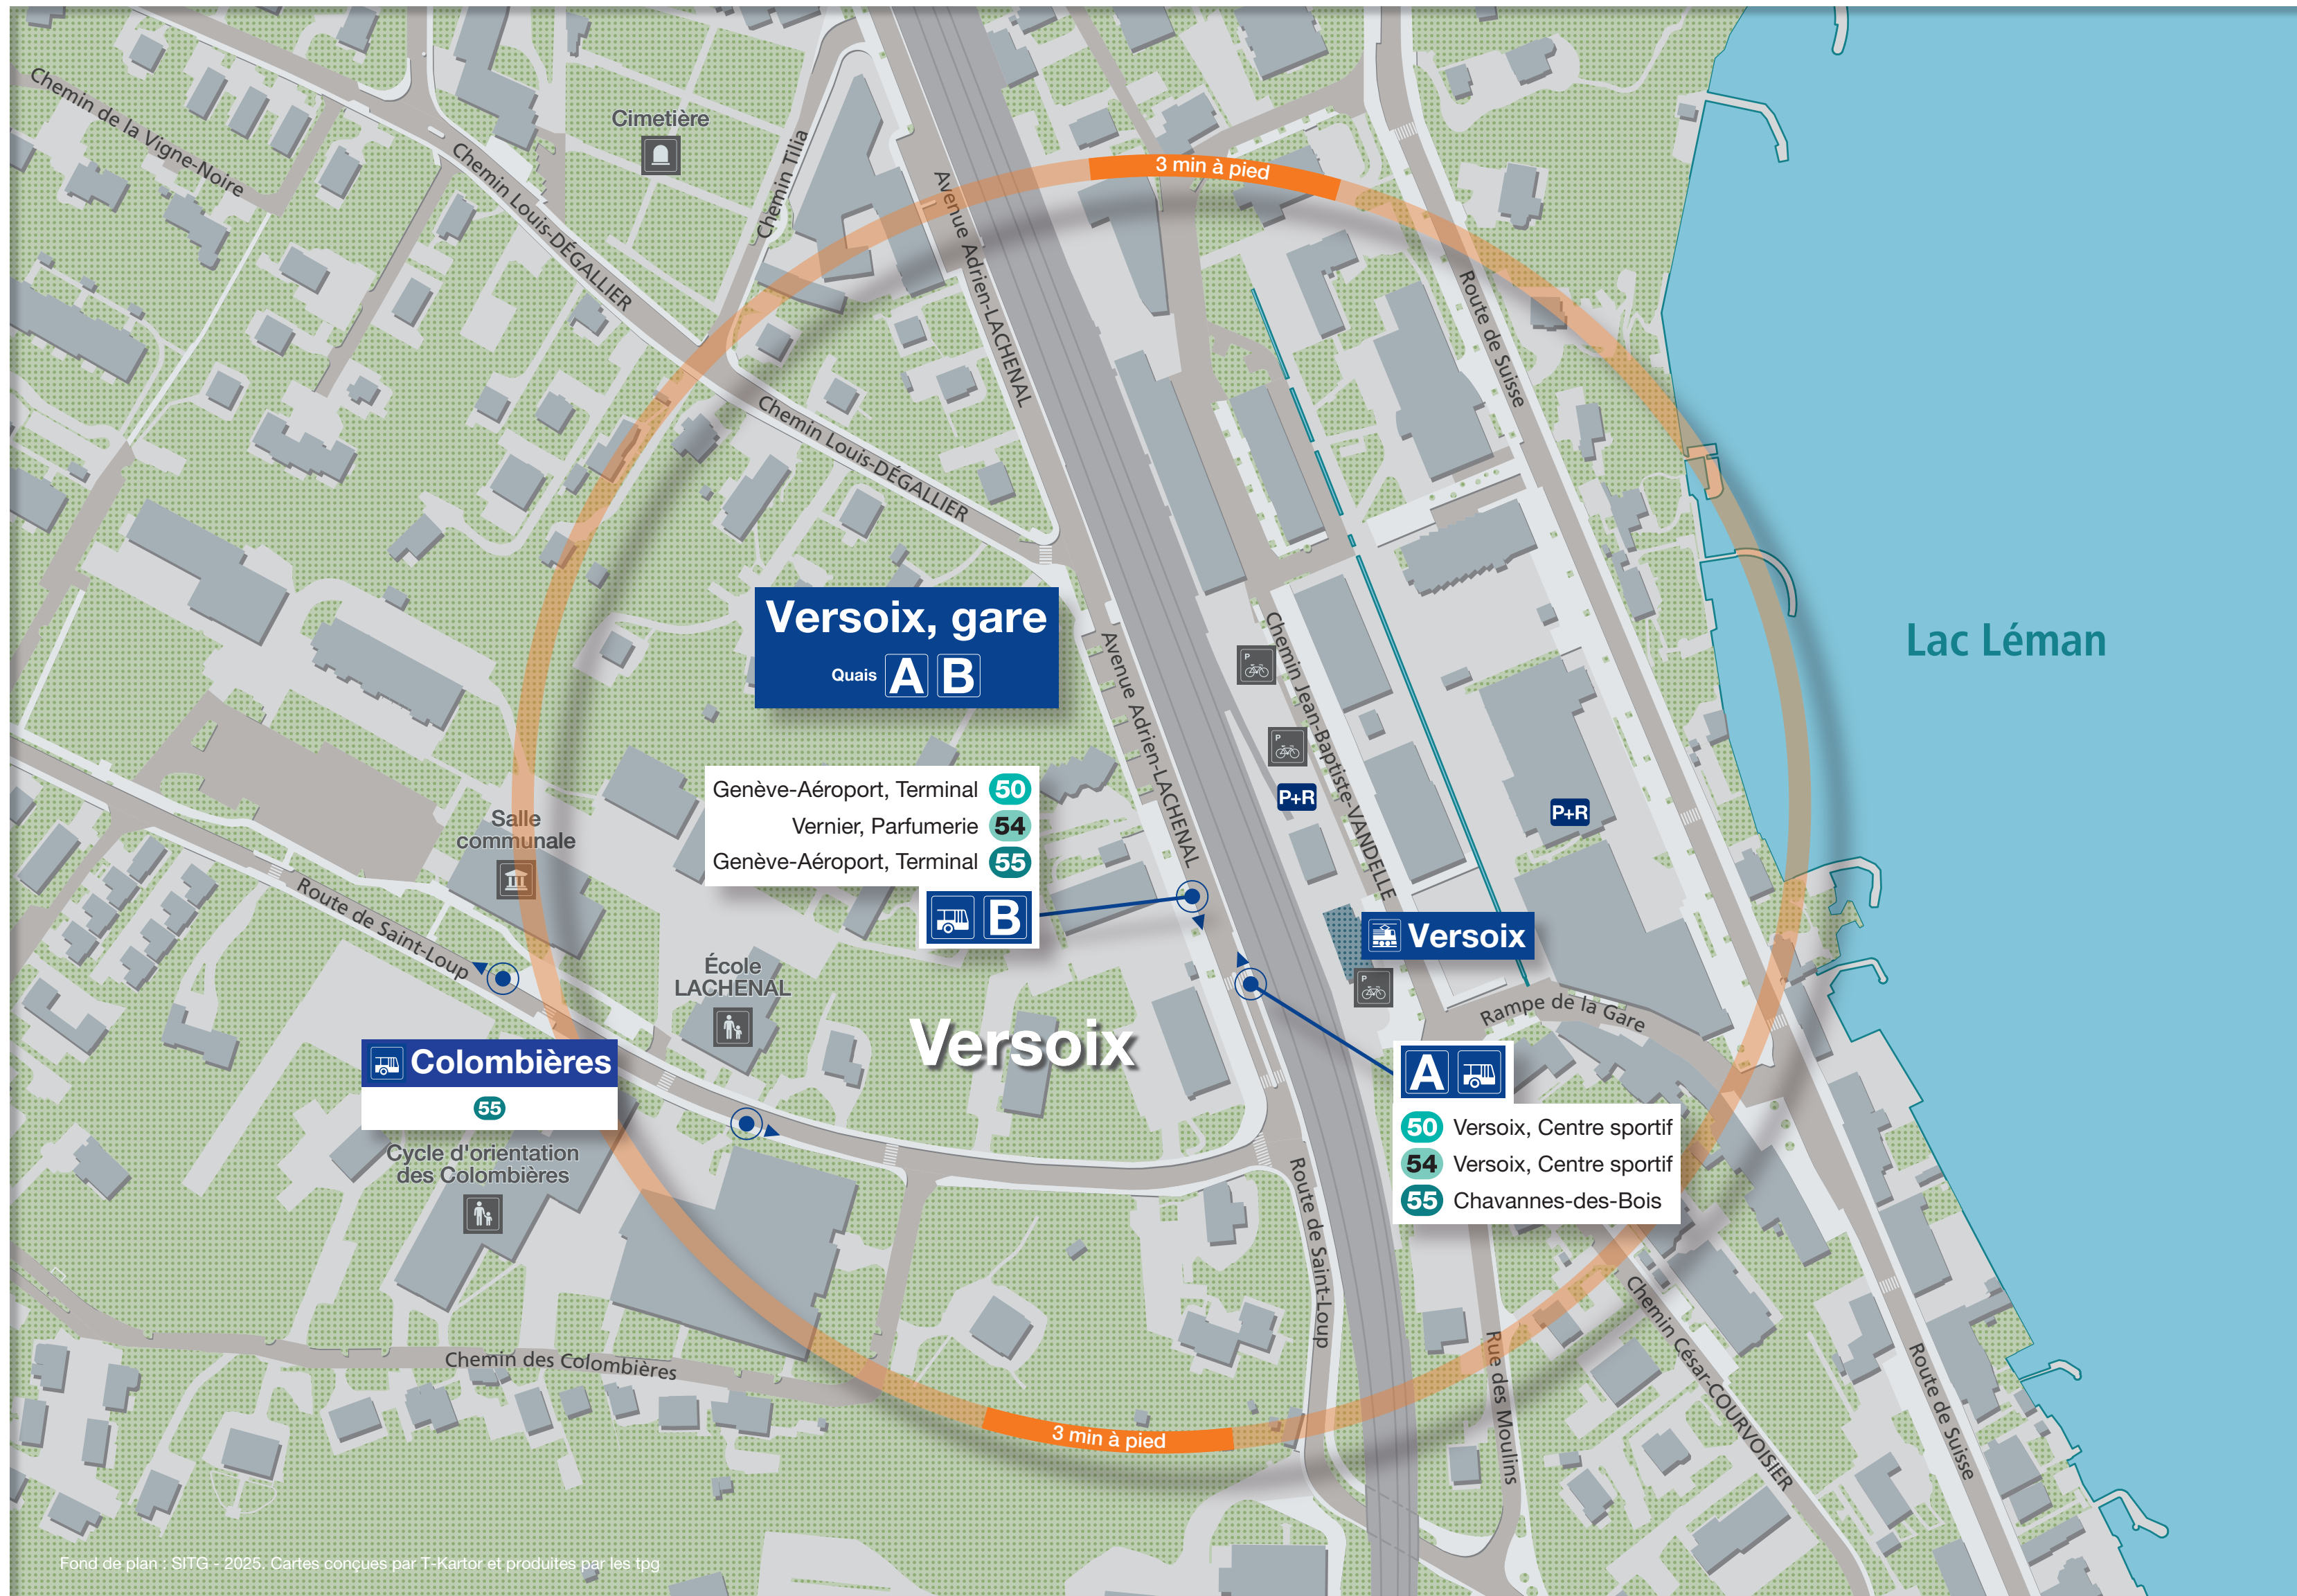 Chemin de la Vigne-Noire
Cimetière
Chemin Tilia
Chemin Louis-DÉGALLIER
3 min à pied
Avenue Adrien-LACHENAL
Route de Suisse
Chemin Louis-DÉGALLIER
Versoix, gare
Quais A B
Lac Léman
Avenue Adrien-LACHENAL
P
Chemin Jean-Baptiste-VANDELLE
P
P+R
P+R
Genève-Aéroport, Terminal 50
Vernier, Parfumerie 54
Genève-Aéroport, Terminal 55
B
Salle
communale
Route de Saint-Loup
Versoix
P
École
LACHENAL
Rampe de la Gare
Versoix
Colombières
55
A
50 Versoix, Centre sportif
54 Versoix, Centre sportif
55 Chavannes-des-Bois
Cycle d'orientation
des Colombières
Route de Saint-Loup
Chemin des Colombières
Rue des Moulins
Chemin César-COURVOISIER
Route de Suisse
3 min à pied
Fond de plan : SITG - 2025. Cartes conçues par T-Kartor et produites par les tpg